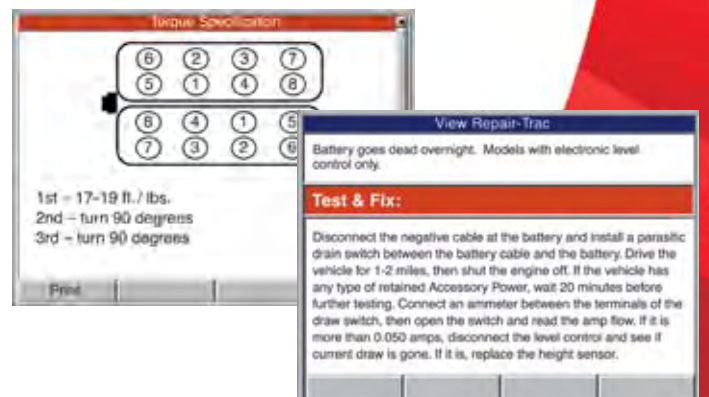 Torque Specification
6 2 3 7
5 1 4 8
8 4 1 5
7 3 2 6
1st – 17-19 ft./ lbs.
2nd – turn 90 degrees
3rd – turn 90 degrees
Print
View Repair-Trac
Battery goes dead overnight. Models with electronic level
control only.
Test & Fix:
Disconnect the negative cable at the battery and install a parasitic
drain switch between the battery cable and the battery. Drive the
vehicle for 1-2 miles, then shut the engine off. If the vehicle has
any type of retained Accessory Power, wait 20 minutes before
further testing. Connect an ammeter between the terminals of the
draw switch, then open the switch and read the amp flow. If it is
more than 0.050 amps, disconnect the level control and see if
current draw is gone. If it is, replace the height sensor.